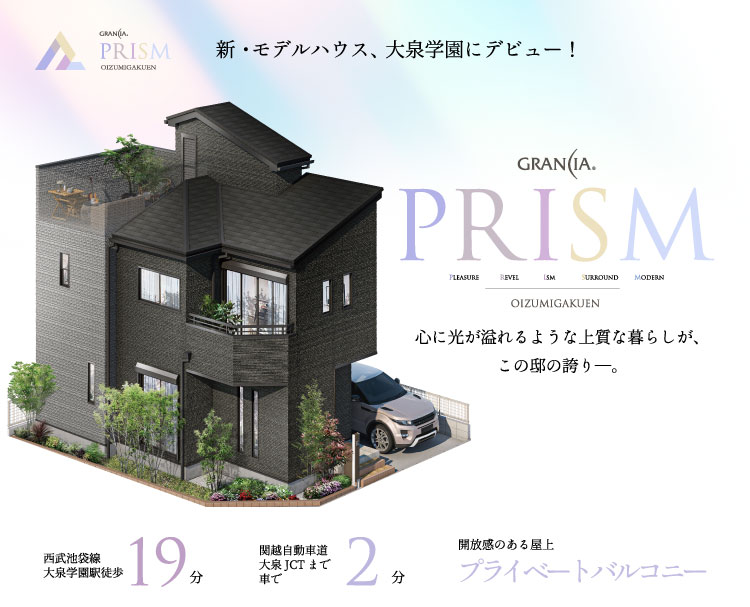 GRANCIA®
PRISM
OIZUMIGAKUEN
新・モデルハウス、大泉学園にデビュー！
GRANCIA®
PRISM
PLEASURE REVEL ISM SURROUND MODERN
OIZUMIGAKUEN
心に光が溢れるような上質な暮らしが、
この邸の誇り―。
西武池袋線
大泉学園駅徒歩 19分
関越自動車道
大泉JCTまで
車で 2分
開放感のある屋上
プライベートバルコニー